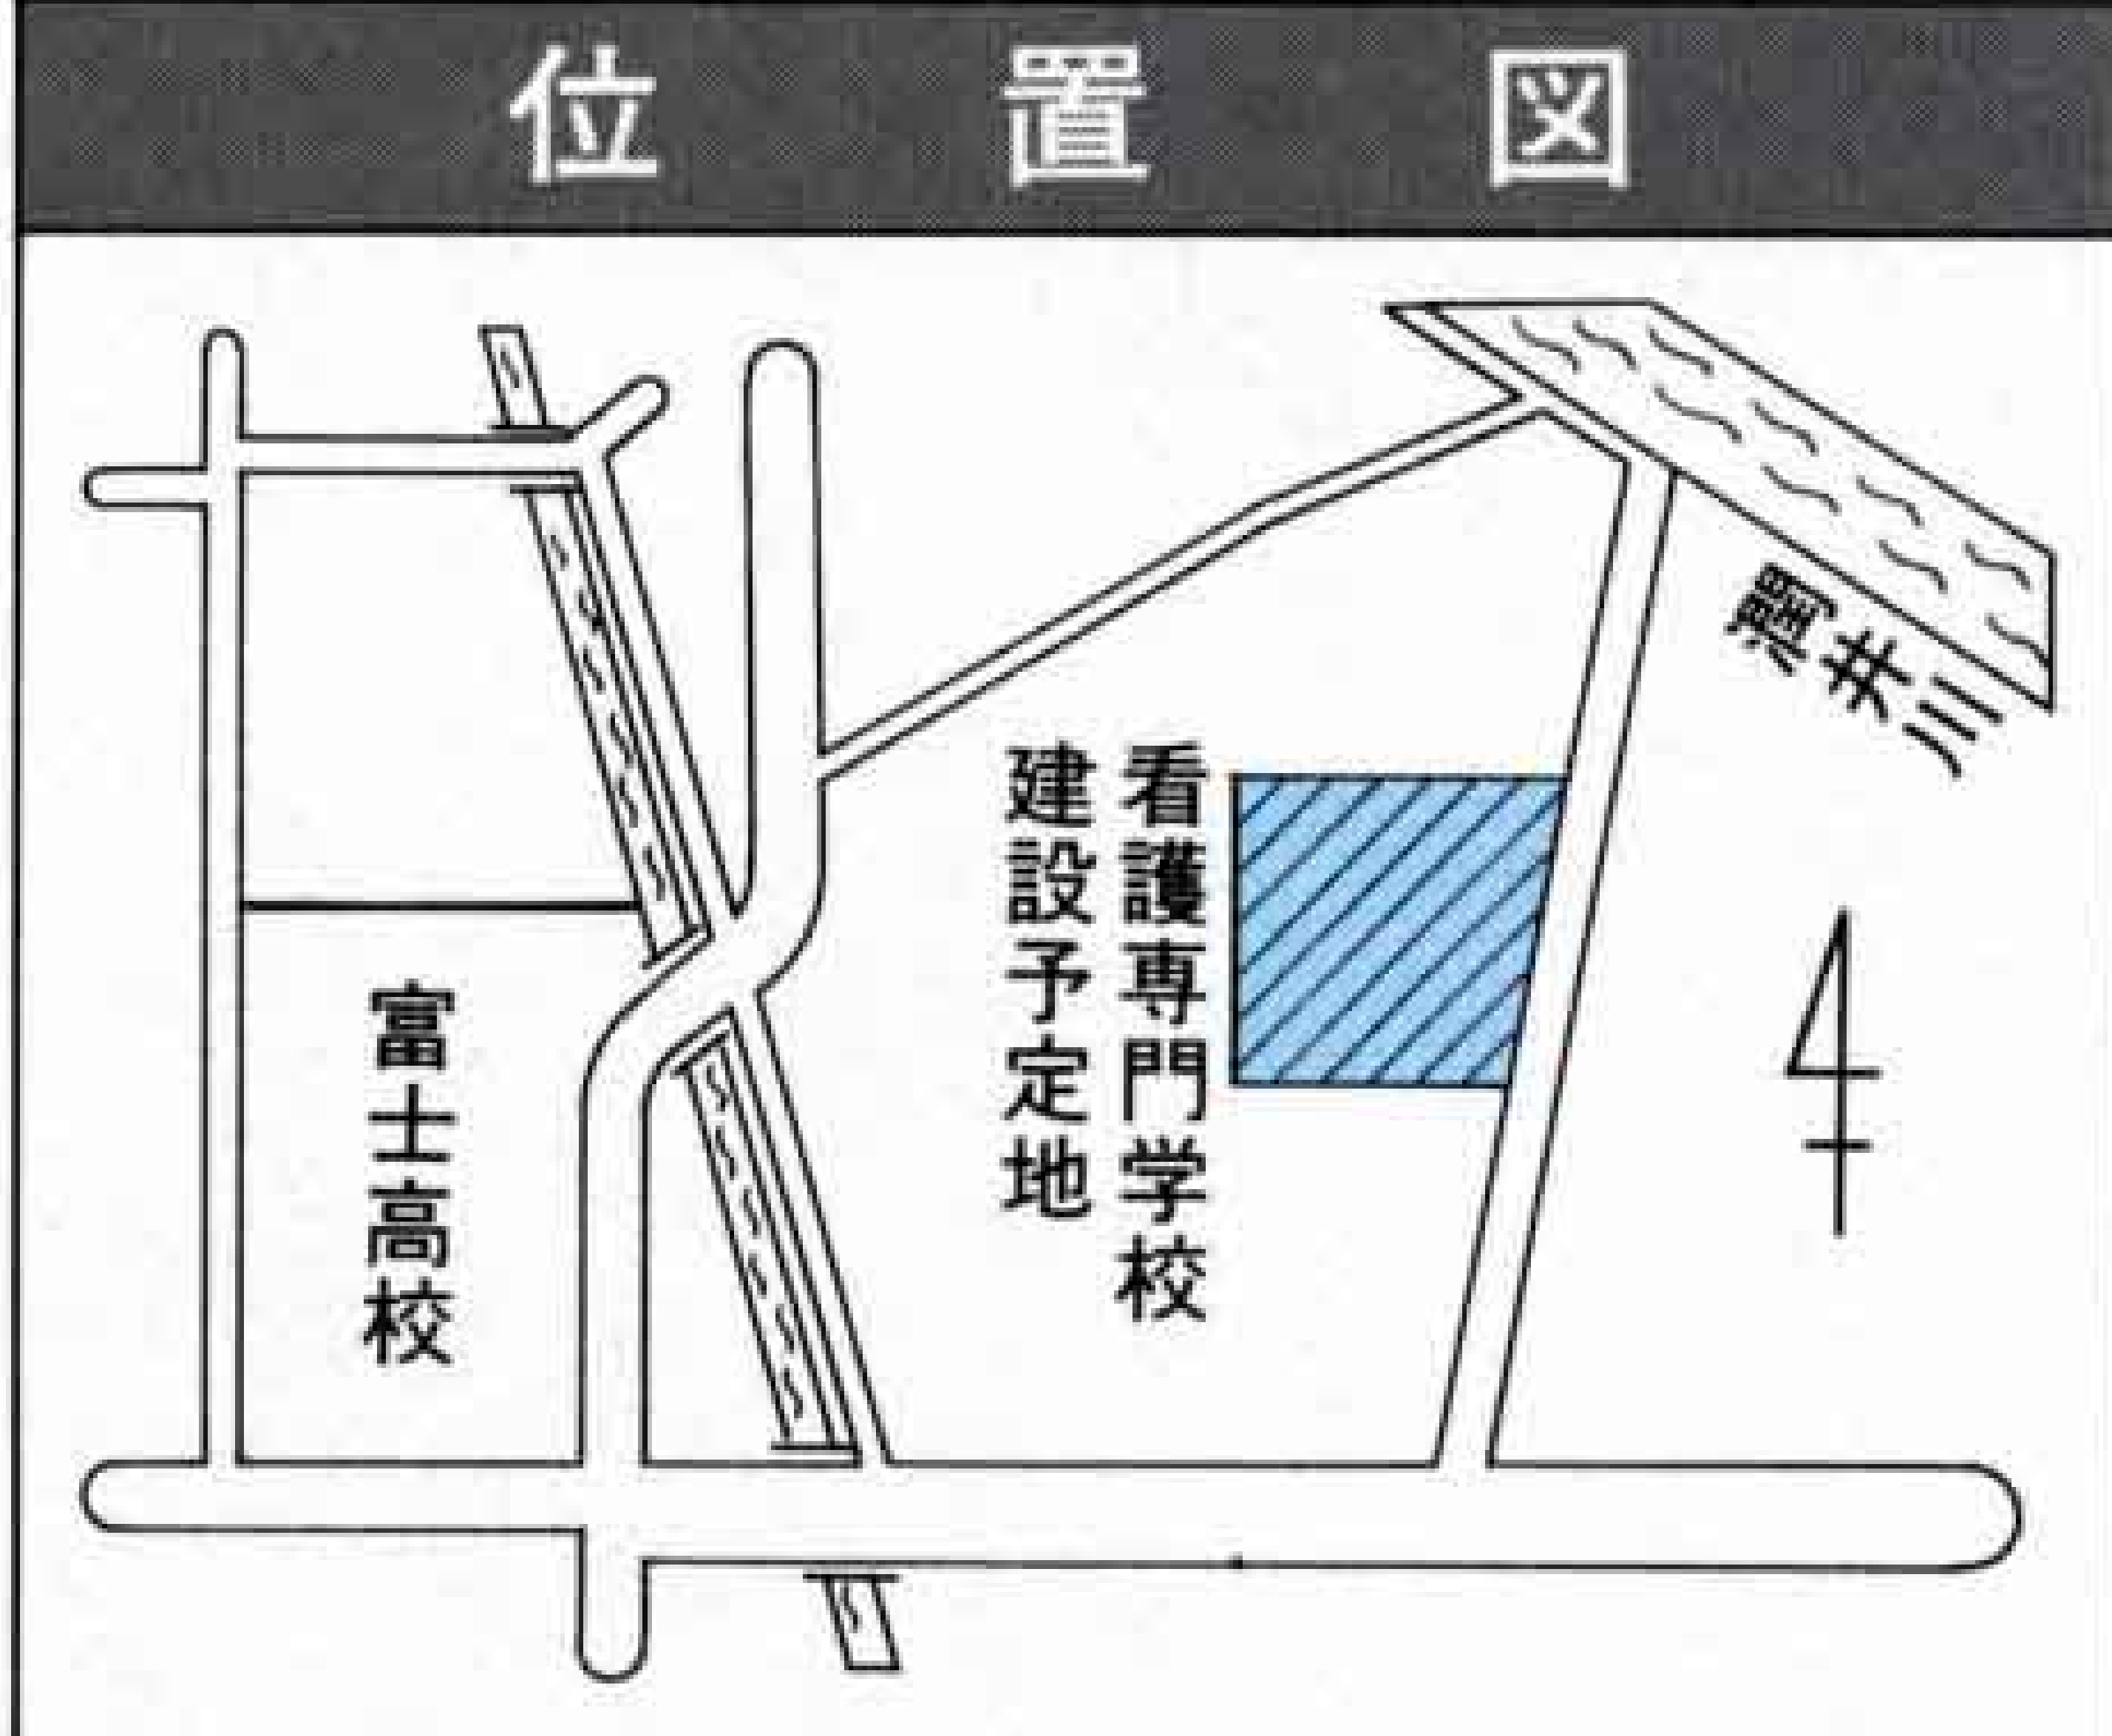 位置図
潤井川
看護専門学校
建設予定地
富士高校